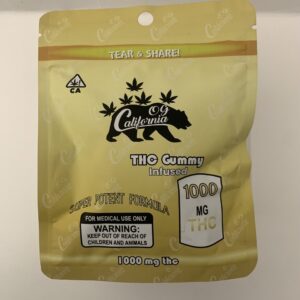 TEAR & SHARE!
CA
OG
California
THC Gummy
Infused
1000
MG
THC
SUPER POTENT FORMULA
FOR MEDICAL USE ONLY
WARNING:
KEEP OUT OF REACH OF
CHILDREN AND ANIMALS
1000 mg thc